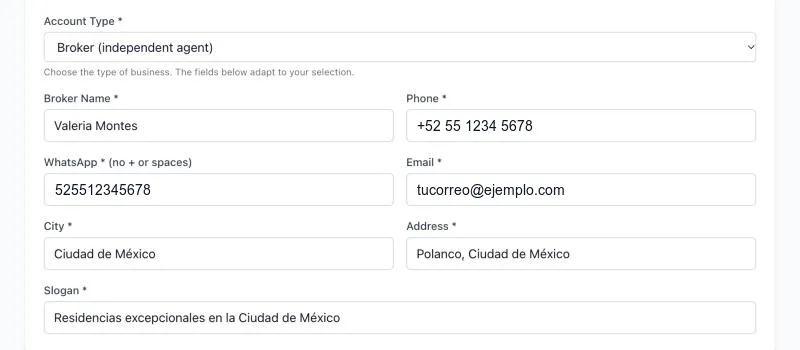 Account Type *
Broker (independent agent)
Choose the type of business. The fields below adapt to your selection.
Broker Name *
Phone *
Valeria Montes
+52 55 1234 5678
WhatsApp * (no + or spaces)
Email *
525512345678
tucorreo@ejemplo.com
City *
Address *
Ciudad de México
Polanco, Ciudad de México
Slogan *
Residencias excepcionales en la Ciudad de México